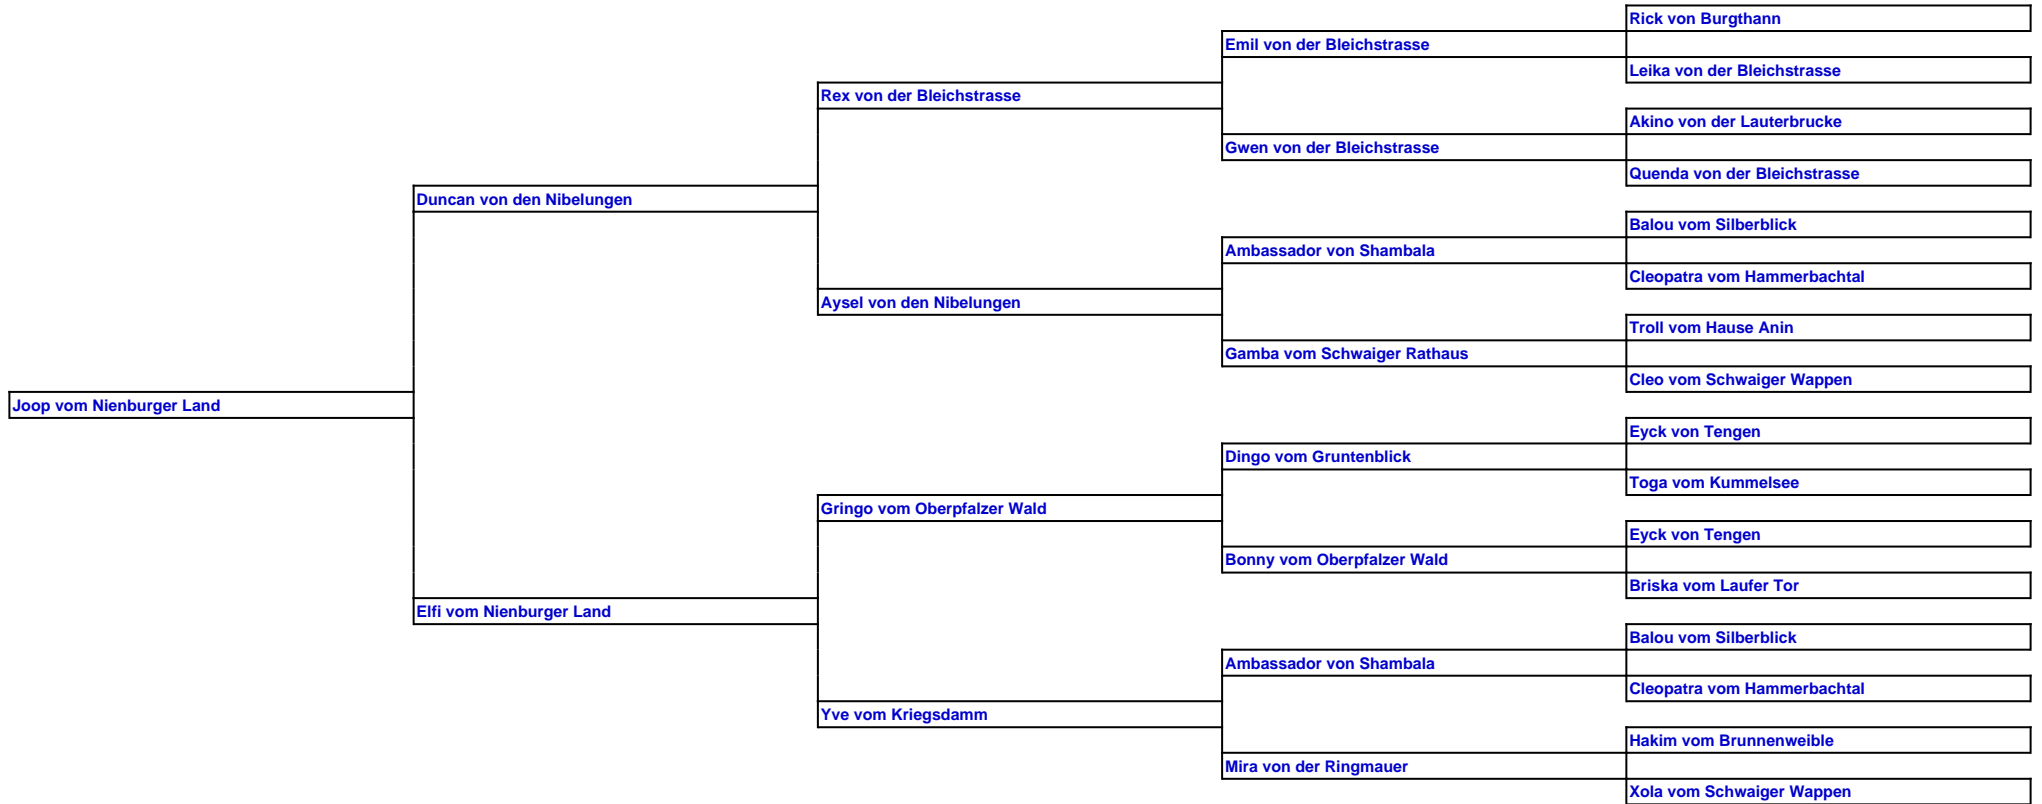 Rick von Burgthann
Emil von der Bleichstrasse
Leika von der Bleichstrasse
Rex von der Bleichstrasse
Akino von der Lauterbrucke
Gwen von der Bleichstrasse
Quenda von der Bleichstrasse
Duncan von den Nibelungen
Balou vom Silberblick
Ambassador von Shambala
Cleopatra vom Hammerbachtal
Aysel von den Nibelungen
Troll vom Hause Anin
Gamba vom Schwaiger Rathaus
Cleo vom Schwaiger Wappen
Joop vom Nienburger Land
Eyck von Tengen
Dingo vom Gruntenblick
Toga vom Kummelsee
Gringo vom Oberpfalzer Wald
Eyck von Tengen
Bonny vom Oberpfalzer Wald
Briska vom Laufer Tor
Elfi vom Nienburger Land
Balou vom Silberblick
Ambassador von Shambala
Cleopatra vom Hammerbachtal
Yve vom Kriegsdamm
Hakim vom Brunnenweible
Mira von der Ringmauer
Xola vom Schwaiger Wappen